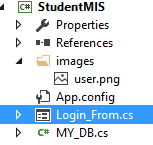 StudentMIS
Properties
References
images
user.png
App.config
Login_From.cs
MY_DB.cs